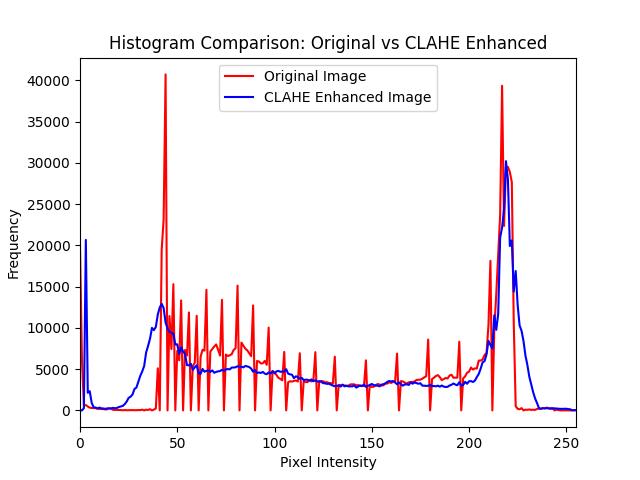 Histogram Comparison: Original vs CLAHE Enhanced
Original Image
CLAHE Enhanced Image
40000
35000
30000
25000
20000
15000
10000
5000
0
Frequency
0 50 100 150 200 250
Pixel Intensity